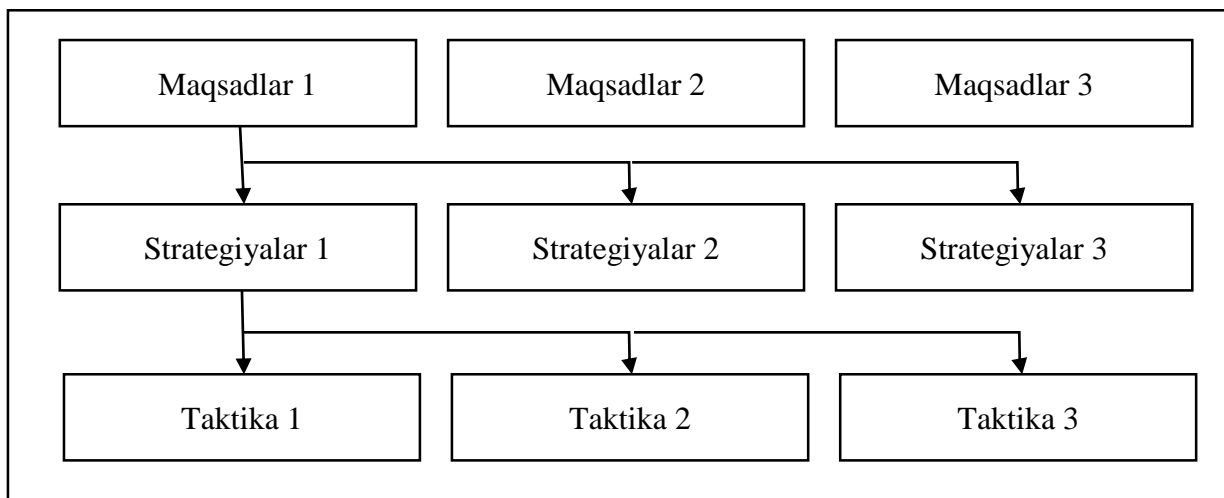 Maqsadlar 1
Maqsadlar 2
Maqsadlar 3
Strategiyalar 1
Strategiyalar 2
Strategiyalar 3
Taktika 1
Taktika 2
Taktika 3